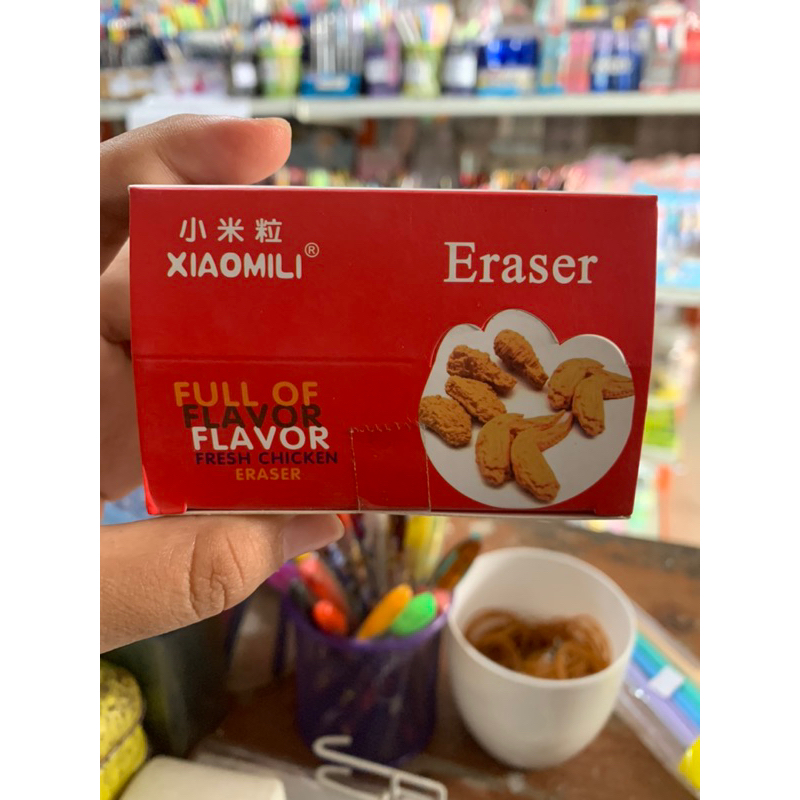 小米粒
XIAOMILI®
Eraser
FULL OF
FLAVOR
FLAVOR
FRESH CHICKEN
ERASER